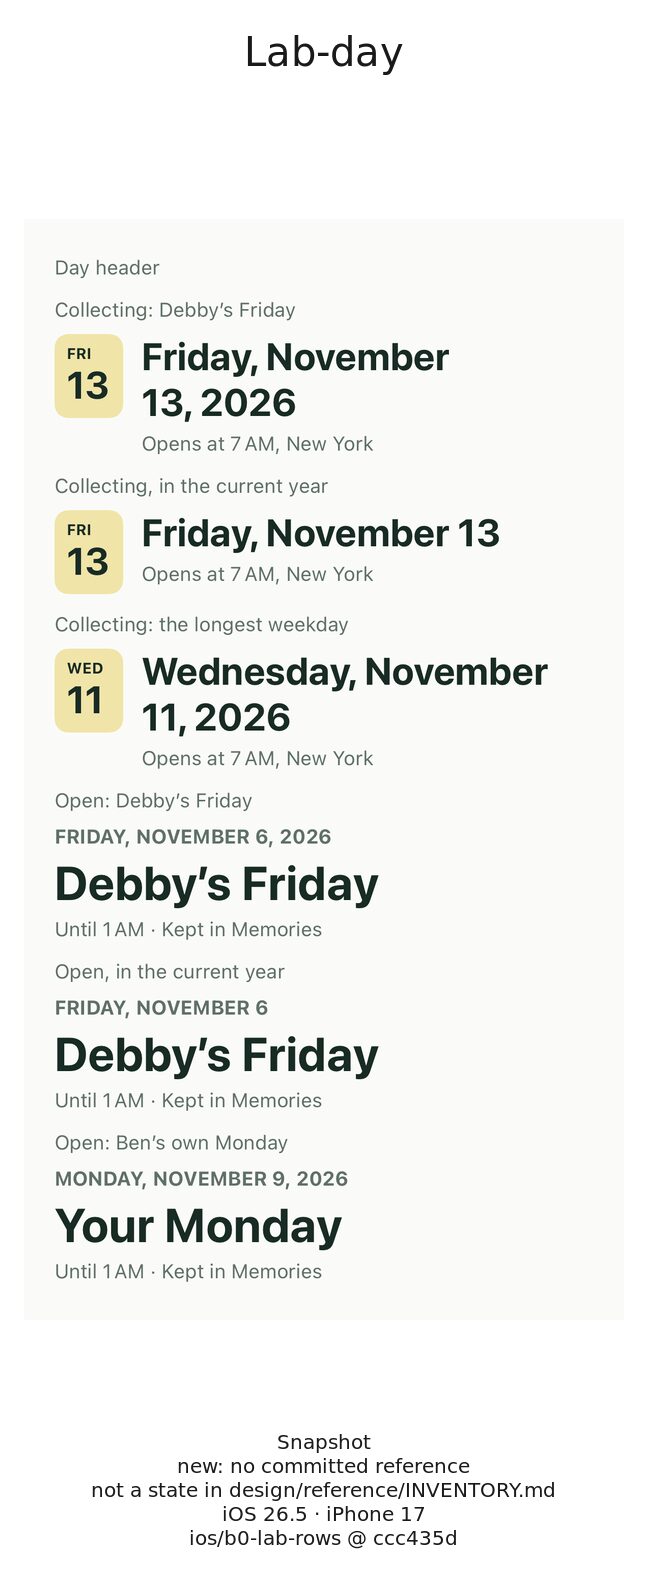 Lab-day
Day header
Collecting: Debby’s Friday
FRI
13
Friday, November
13, 2026
Opens at 7 AM, New York
Collecting, in the current year
FRI
13
Friday, November 13
Opens at 7 AM, New York
Collecting: the longest weekday
WED
11
Wednesday, November
11, 2026
Opens at 7 AM, New York
Open: Debby’s Friday
FRIDAY, NOVEMBER 6, 2026
Debby’s Friday
Until 1 AM · Kept in Memories
Open, in the current year
FRIDAY, NOVEMBER 6
Debby’s Friday
Until 1 AM · Kept in Memories
Open: Ben’s own Monday
MONDAY, NOVEMBER 9, 2026
Your Monday
Until 1 AM · Kept in Memories
Snapshot
new: no committed reference
not a state in design/reference/INVENTORY.md
iOS 26.5 · iPhone 17
ios/b0-lab-rows @ ccc435d